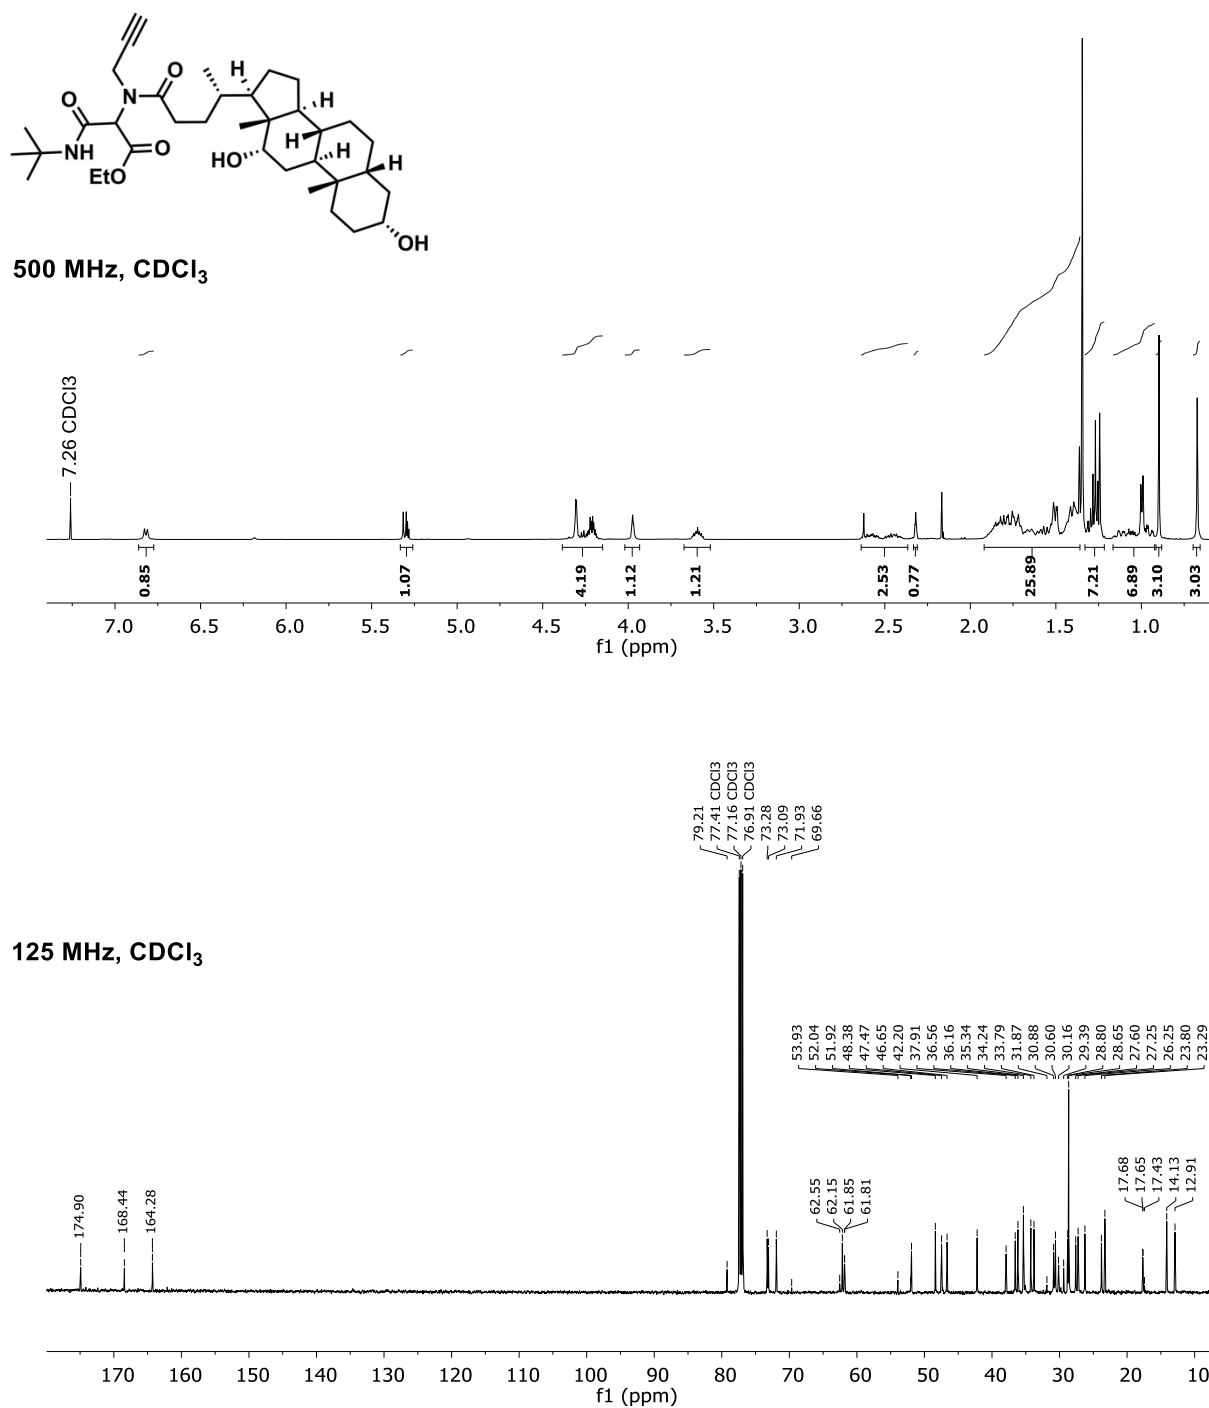 O
H
N
O
H
O
H
H
NH
O
HO
H
EtO
OH
500 MHz, CDCl3
7.26 CDCl3
0.85
1.07
4.19
1.12
1.21
2.53
0.77
25.89
7.21
6.89
3.10
3.03
7.0 6.5 6.0 5.5 5.0 4.5 4.0 3.5 3.0 2.5 2.0 1.5 1.0
f1 (ppm)
125 MHz, CDCl3
174.90
168.44
164.28
79.21
77.41 CDCl3
77.16 CDCl3
76.91 CDCl3
73.28
73.09
71.93
69.66
62.55
62.15
61.85
61.81
53.93
52.04
51.92
48.38
47.47
46.65
42.20
37.91
36.56
36.16
35.34
34.24
33.79
31.87
30.88
30.60
30.16
29.39
28.80
28.65
27.60
27.25
26.25
23.80
23.29
17.68
17.65
17.43
14.13
12.91
170 160 150 140 130 120 110 100 90 80 70 60 50 40 30 20 10
f1 (ppm)